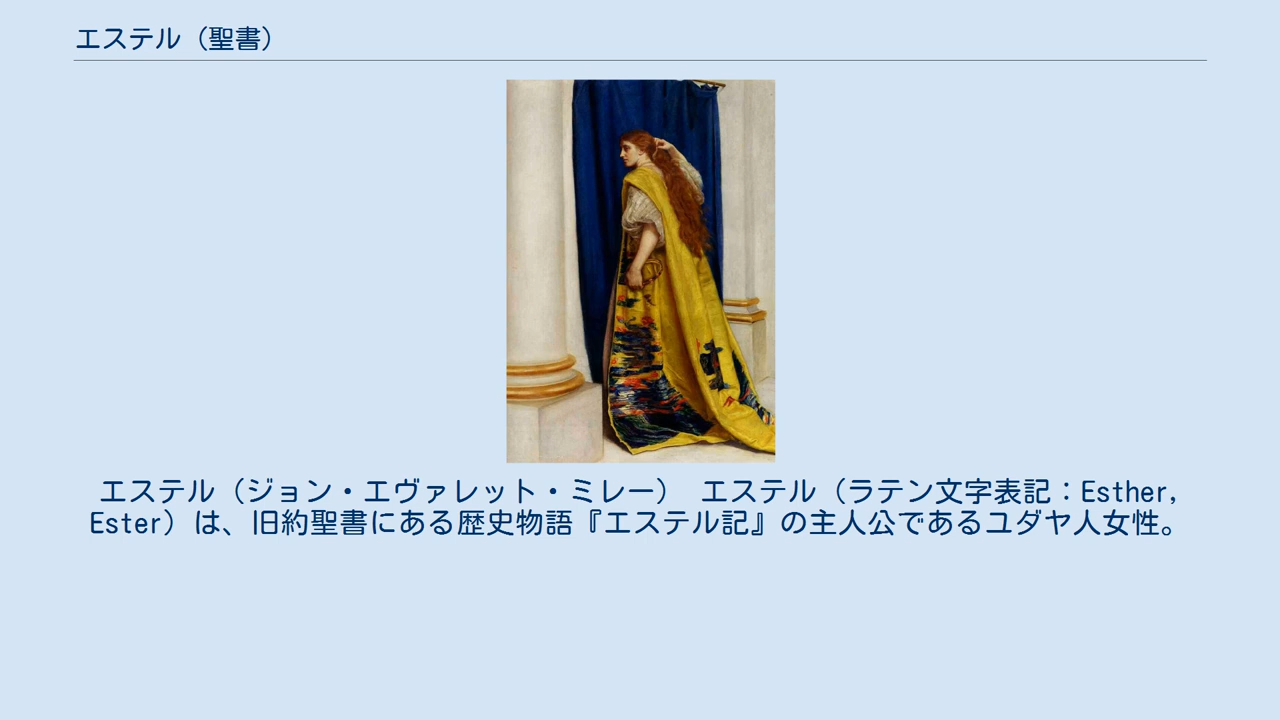 エステル（聖書）
エステル（ジョン・エヴァレット・ミレー）　エステル（ラテン文字表記：Esther,
Ester）は、旧約聖書にある歴史物語『エステル記』の主人公であるユダヤ人女性。